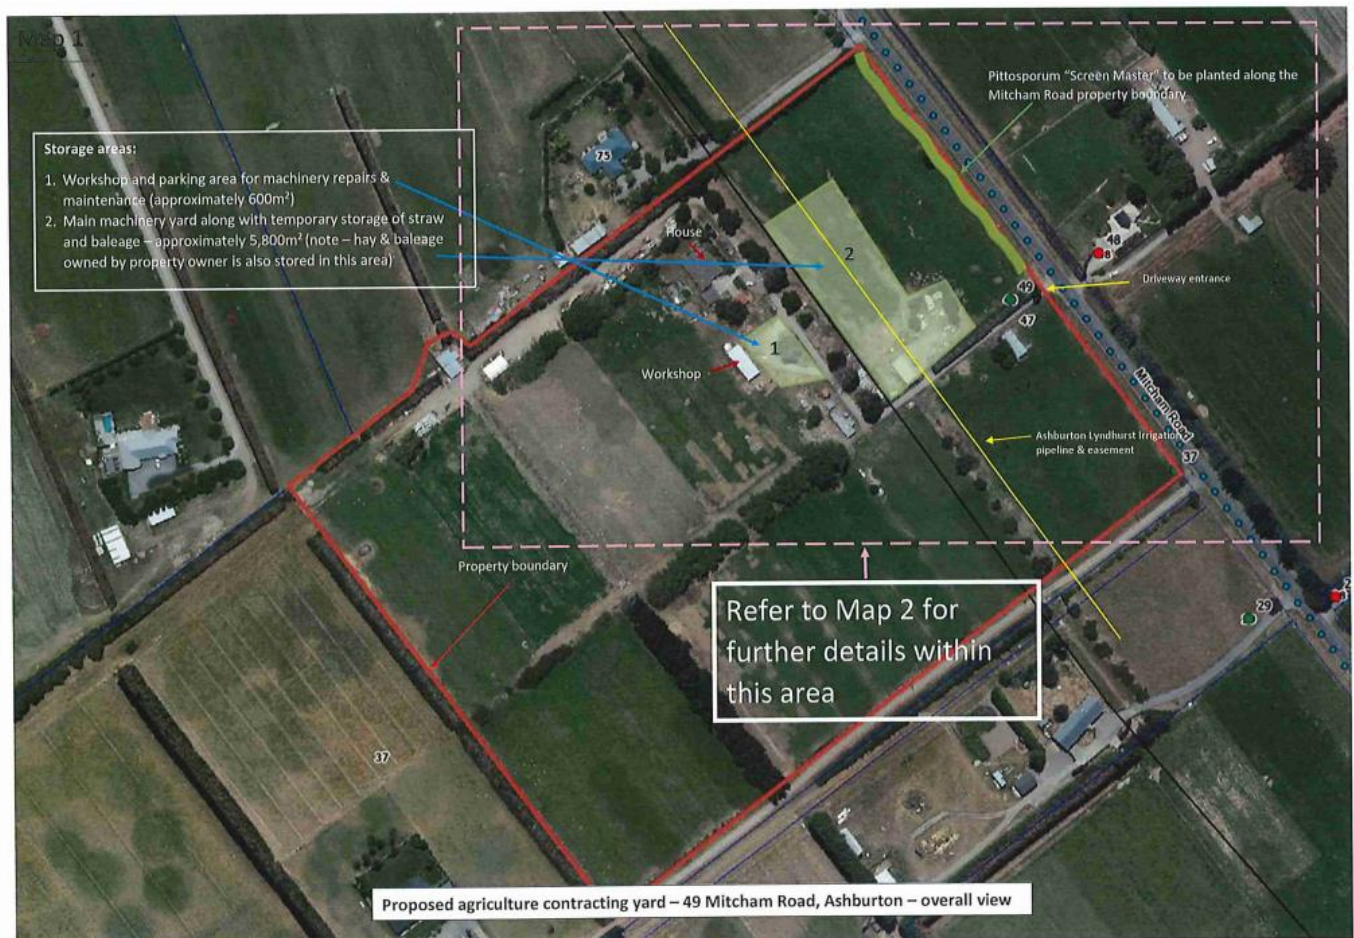 Map 1
Pittosporum “Screen Master” to be planted along the
Mitcham Road property boundary
Storage areas:
1. Workshop and parking area for machinery repairs &
maintenance (approximately 600m²)
2. Main machinery yard along with temporary storage of straw
and baleage – approximately 5,800m² (note – hay & baleage
owned by property owner is also stored in this area)
75
House
48
8
2
Driveway entrance
49
47
1
Workshop
Mitcham Road
Ashburton Lyndhurst Irrigation
pipeline & easement
37
Property boundary
Refer to Map 2 for
further details within
this area
29
2
37
Proposed agriculture contracting yard – 49 Mitcham Road, Ashburton – overall view